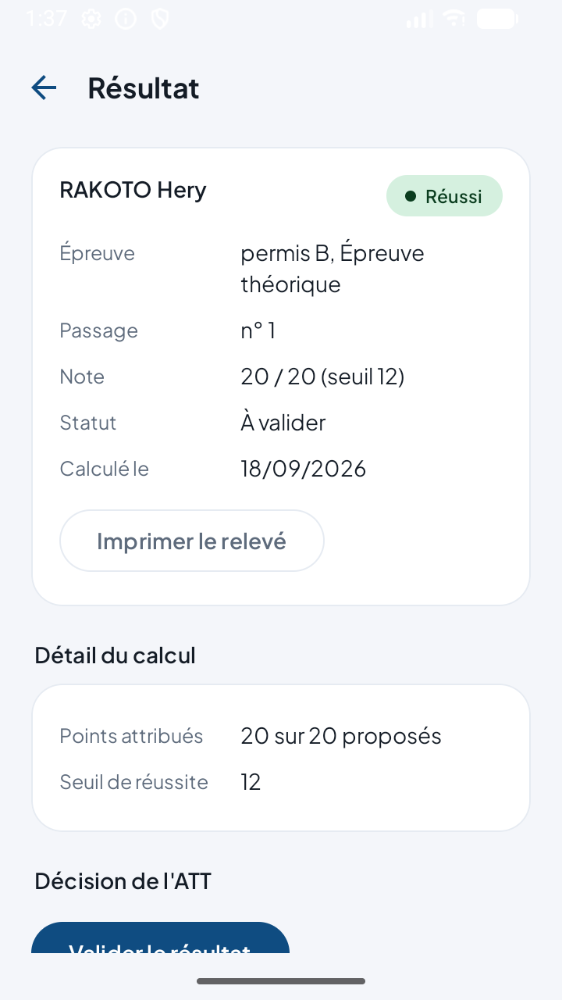 1:37
Résultat
RAKOTO Hery
Réussi
Épreuve
permis B, Épreuve
théorique
Passage
n° 1
Note
20 / 20 (seuil 12)
Statut
À valider
Calculé le
18/09/2026
Imprimer le relevé
Détail du calcul
Points attribués
20 sur 20 proposés
Seuil de réussite
12
Décision de l'ATT
Valider le résultat